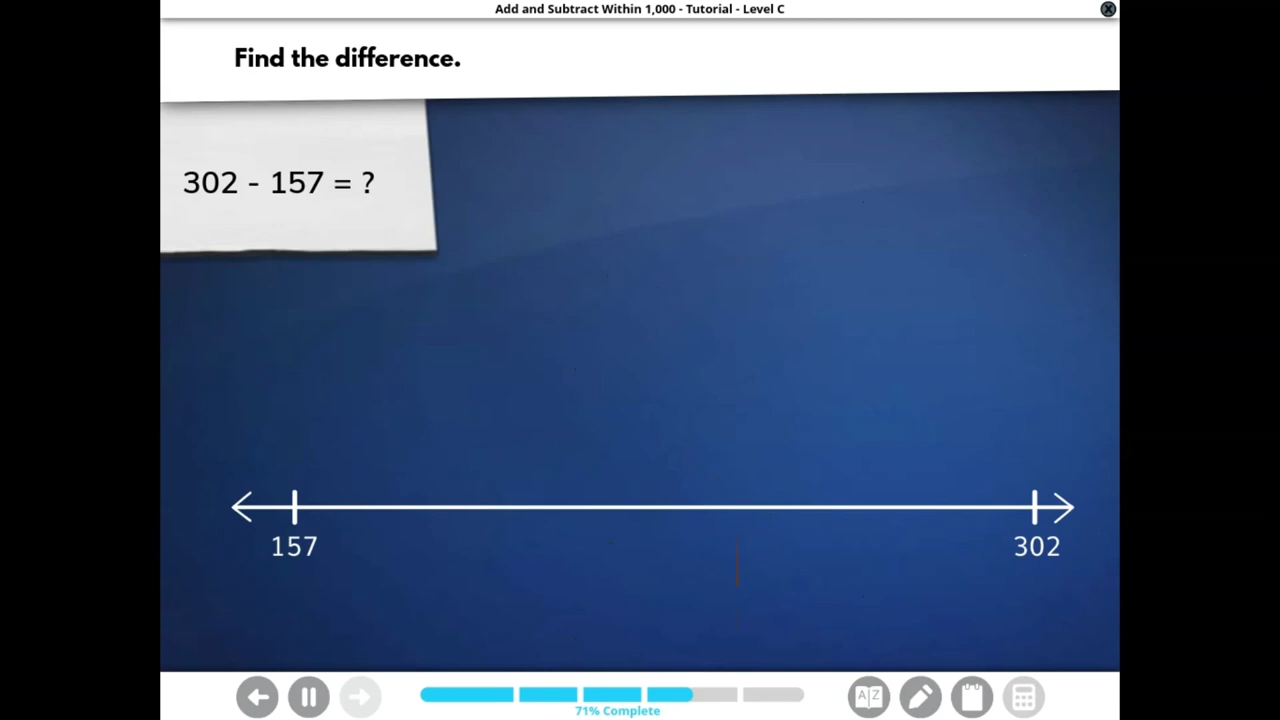 Add and Subtract Within 1,000 - Tutorial - Level C
Find the difference.
302 - 157 = ?
157 302
71% Complete
A Z